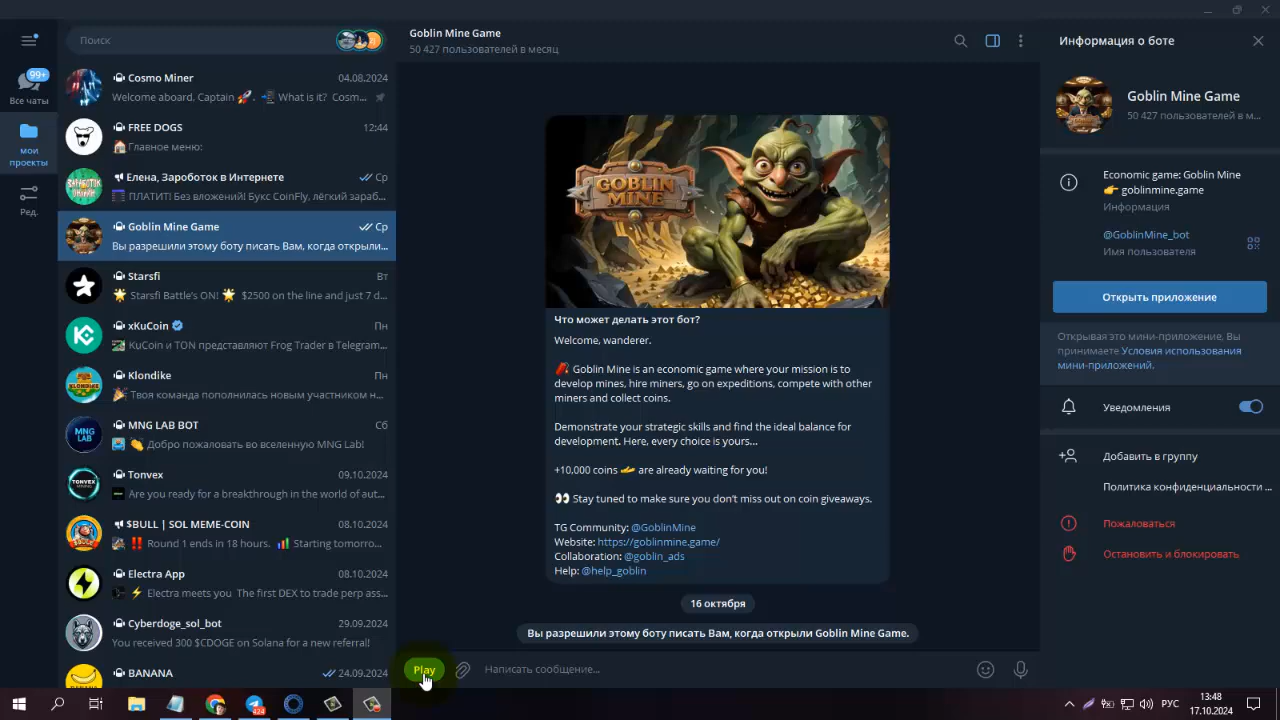 99+
Все чаты
мои
проекты
Ред.
Поиск
Cosmo Miner
04.08.2024
Welcome aboard, Captain 🚀. 📲 What is it? Cosm...
FREE DOGS
12:44
🏠Главное меню:
Елена, Зароботок в Интернете
Ср
ПЛАТИТ! Без вложений! Букс CoinFly, лёгкий зараб...
Goblin Mine Game
Ср
Вы разрешили этому боту писать Вам, когда открыли...
Starsfi
Вт
🌟 Starsfi Battle's ON! 🌟 $2500 on the line and just 7 d...
xKuCoin
Пн
KuCoin и TON представляют Frog Trader в Telegram...
Klondike
Пн
🎉 Твоя команда пополнилась новым участником н...
MNG LAB
MNG LAB BOT
Сб
👏 Добро пожаловать во вселенную MNG Lab!
TONVEX
Tonvex
09.10.2024
Are you ready for a breakthrough in the world of aut...
$BULL | SOL MEME-COIN
08.10.2024
‼️ Round 1 ends in 18 hours. 📊 Starting tomorro...
Electra App
08.10.2024
⚡ Electra meets you. The first DEX to trade perp ass...
Cyberdoge_sol_bot
29.09.2024
You received 300 $CDOGE on Solana for a new referral!
BANANA
24.09.2024
Goblin Mine Game
50 427 пользователей в месяц
GOBLIN
MINE
Что может делать этот бот?
Welcome, wanderer.
🧨 Goblin Mine is an economic game where your mission is to
develop mines, hire miners, go on expeditions, compete with other
miners and collect coins.
Demonstrate your strategic skills and find the ideal balance for
development. Here, every choice is yours...
+10,000 coins 🫴 are already waiting for you!
👀 Stay tuned to make sure you don't miss out on coin giveaways.
TG Community: @GoblinMine
Website: https://goblinmine.game/
Collaboration: @goblin_ads
Help: @help_goblin
16 октября
Вы разрешили этому боту писать Вам, когда открыли Goblin Mine Game.
Play
Написать сообщение...
Информация о боте
Goblin Mine Game
50 427 пользователей в м...
Economic game: Goblin Mine
👉 goblinmine.game
Информация
@GoblinMine_bot
Имя пользователя
Открыть приложение
Открывая это мини-приложение, Вы
принимаете Условия использования
мини-приложений.
Уведомления
Добавить в группу
Политика конфиденциальности ...
Пожаловаться
Остановить и блокировать
424
РУС
13:48
17.10.2024